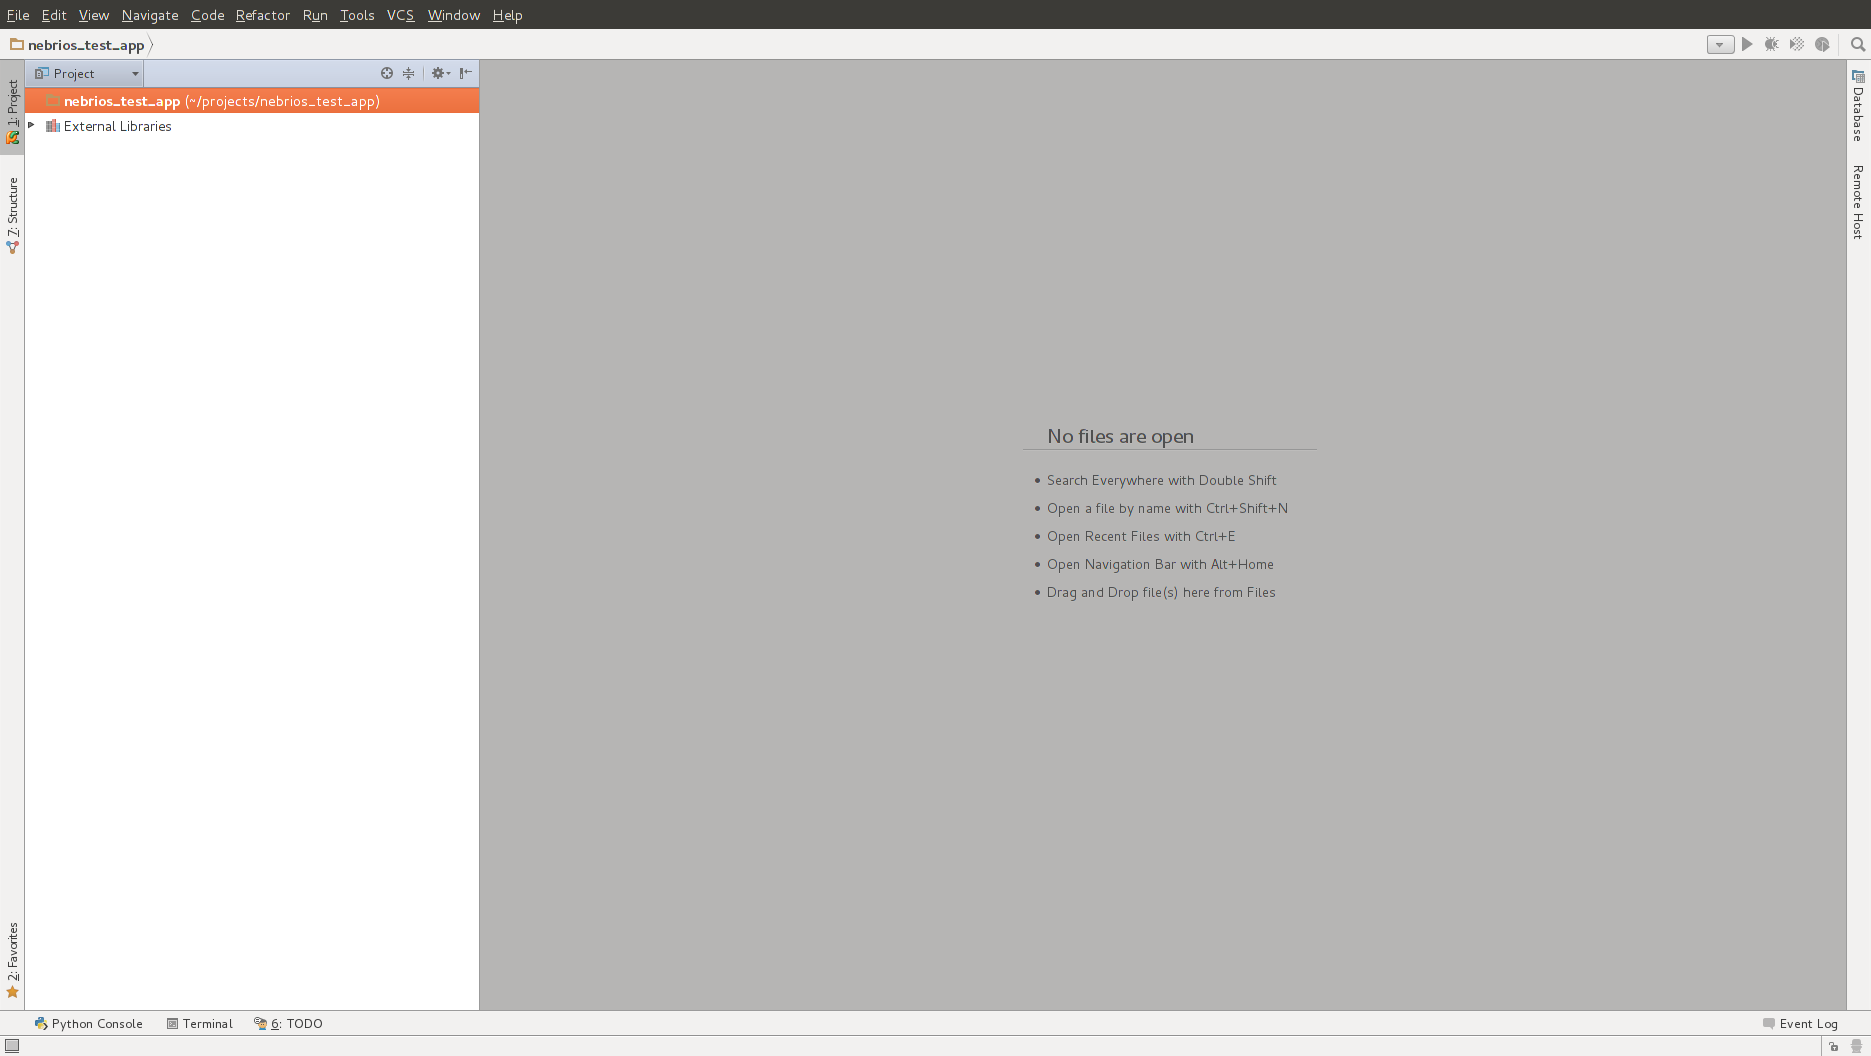 File Edit View Navigate Code Refactor Run Tools VCS Window Help
nebrios_test_app
Project
nebrios_test_app (~/projects/nebrios_test_app)
External Libraries
1: Project
7: Structure
2: Favorites
No files are open
Search Everywhere with Double Shift
Open a file by name with Ctrl+Shift+N
Open Recent Files with Ctrl+E
Open Navigation Bar with Alt+Home
Drag and Drop file(s) here from Files
Database
Remote Host
Python Console Terminal 6: TODO Event Log